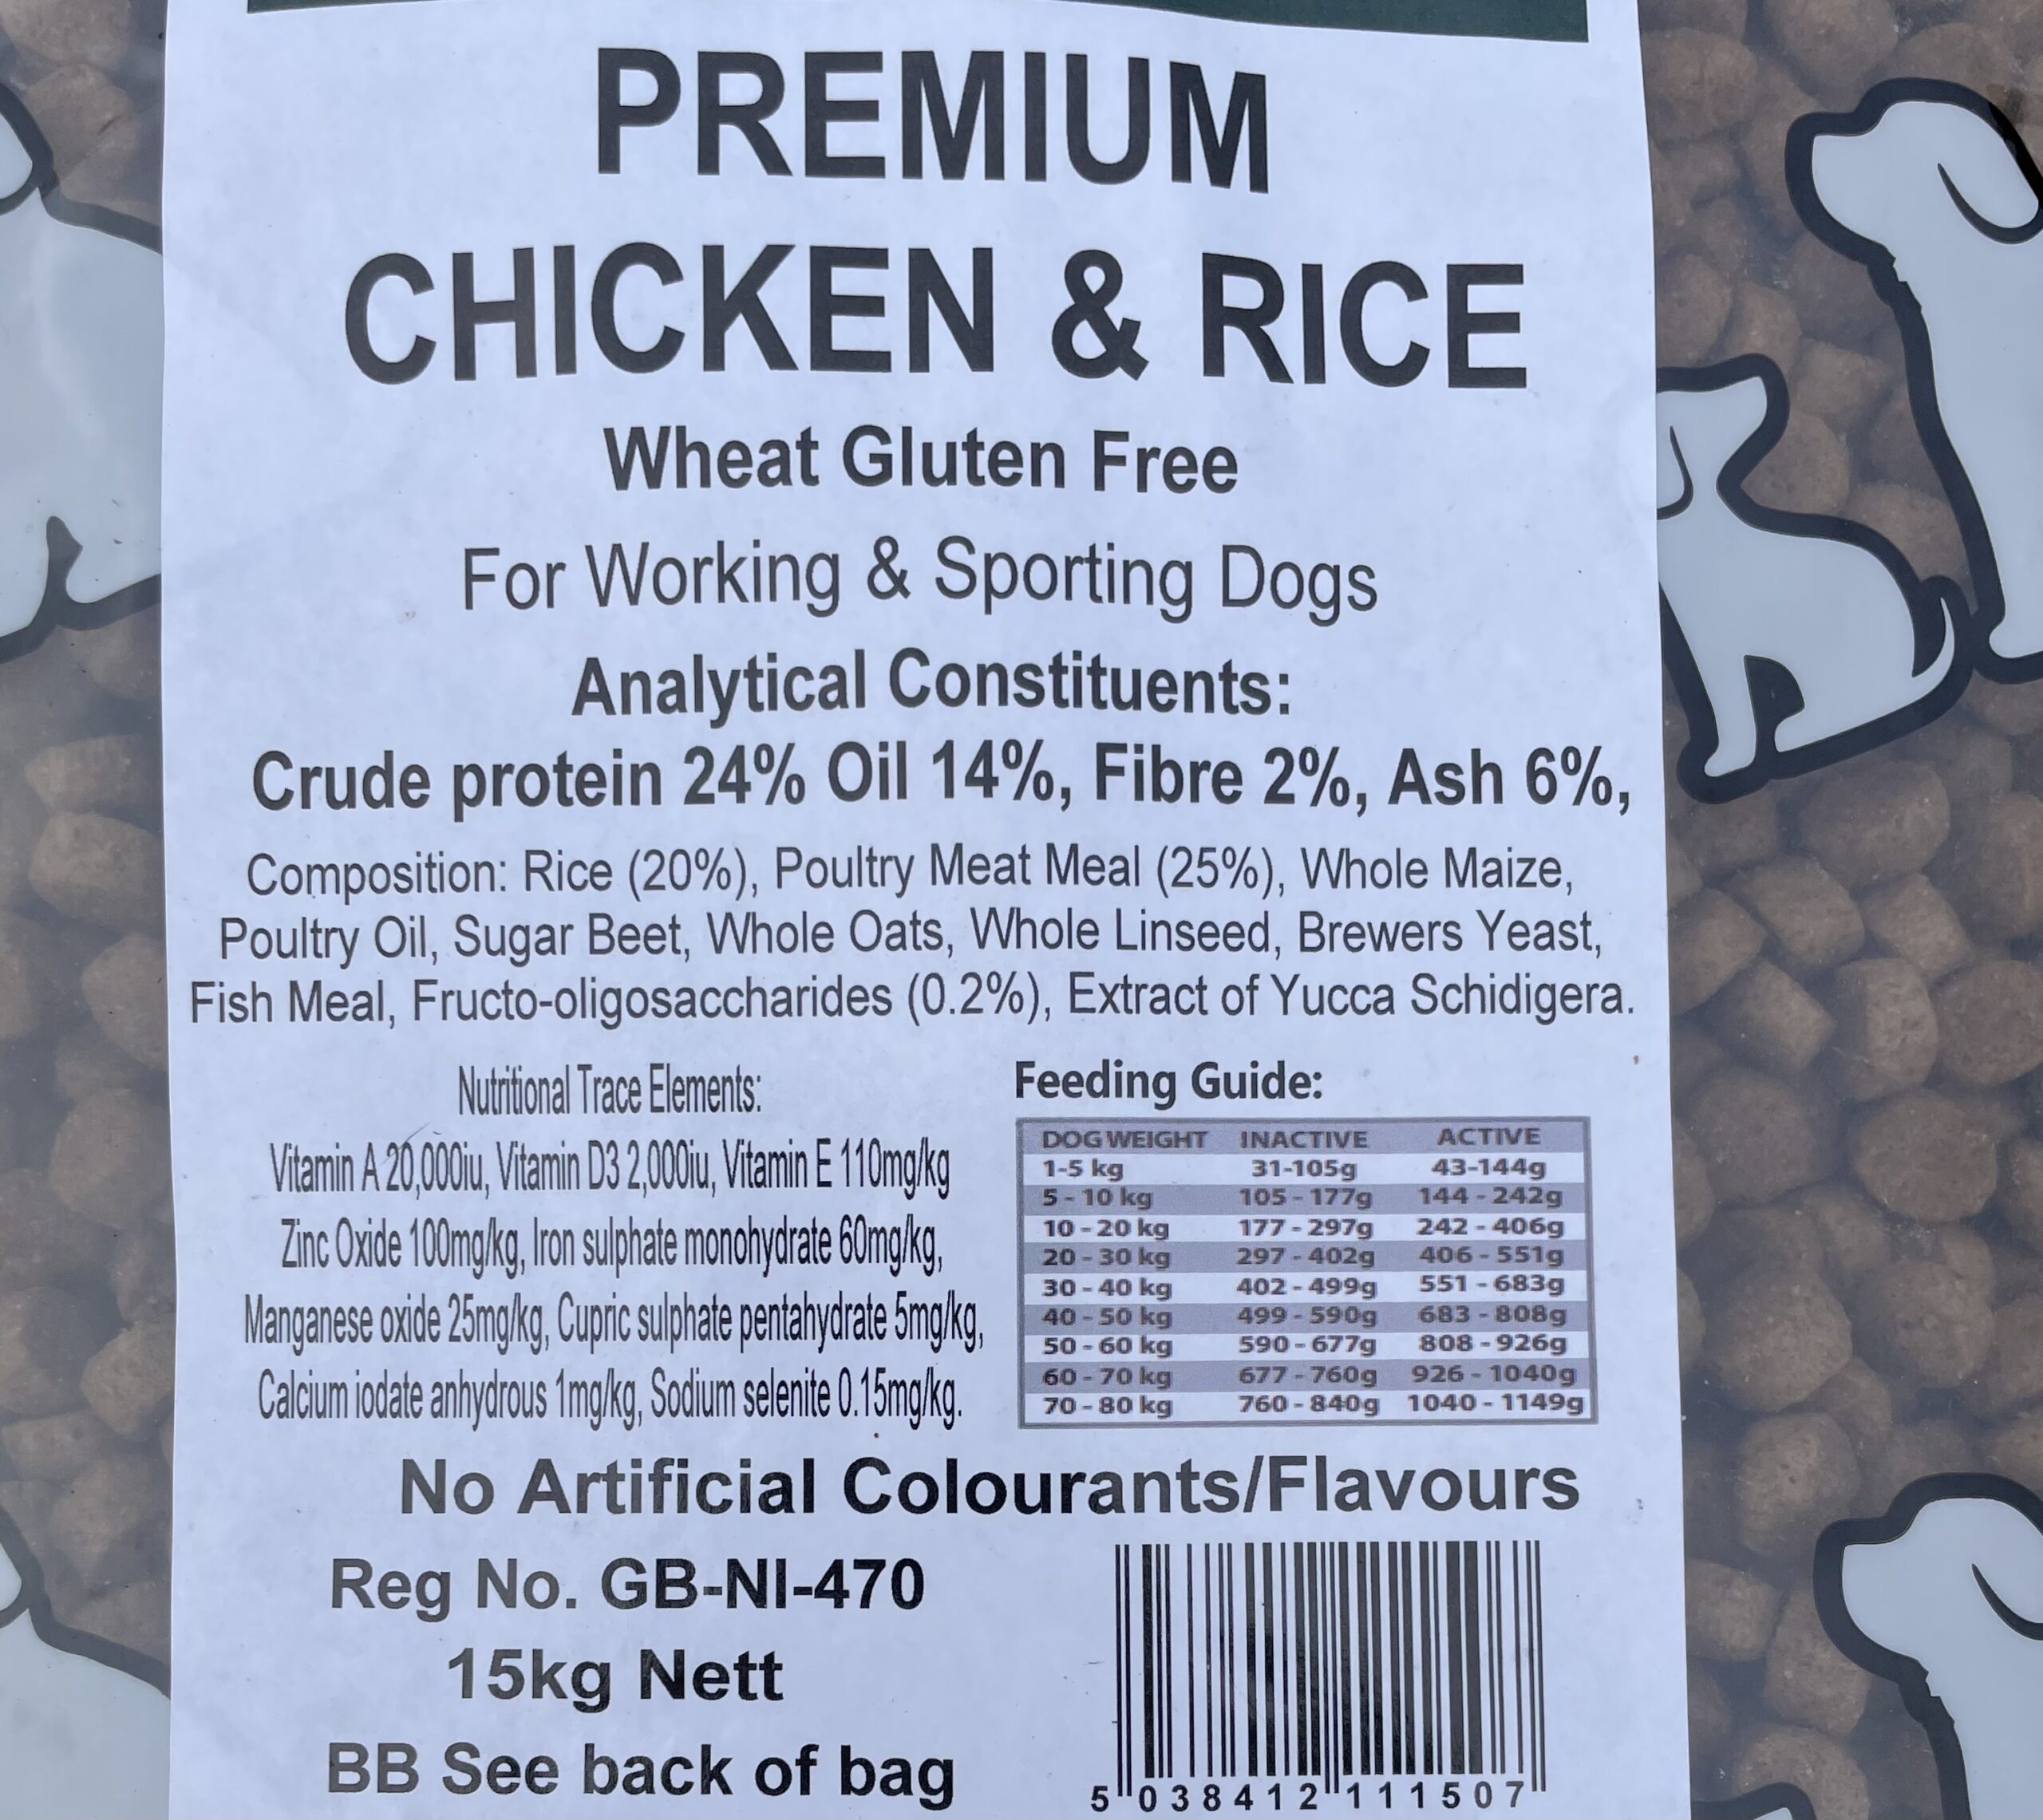 PREMIUM
CHICKEN & RICE
Wheat Gluten Free
For Working & Sporting Dogs
Analytical Constituents:
Crude protein 24% Oil 14%, Fibre 2%, Ash 6%,
Composition: Rice (20%), Poultry Meat Meal (25%), Whole Maize,
Poultry Oil, Sugar Beet, Whole Oats, Whole Linseed, Brewers Yeast,
Fish Meal, Fructo-oligosaccharides (0.2%), Extract of Yucca Schidigera.
Nutritional Trace Elements:
Vitamin A 20,000iu, Vitamin D3 2,000iu, Vitamin E 110mg/kg
Zinc Oxide 100mg/kg, Iron sulphate monohydrate 60mg/kg,
Manganese oxide 25mg/kg, Cupric sulphate pentahydrate 5mg/kg,
Calcium iodate anhydrous 1mg/kg, Sodium selenite 0.15mg/kg.
Feeding Guide:
DOG WEIGHT INACTIVE ACTIVE
1-5 kg 31-105g 43-144g
5 - 10 kg 105 - 177g 144 - 242g
10 - 20 kg 177 - 297g 242 - 406g
20 - 30 kg 297 - 402g 406 - 551g
30 - 40 kg 402 - 499g 551 - 683g
40 - 50 kg 499 - 590g 683 - 808g
50 - 60 kg 590 - 677g 808 - 926g
60 - 70 kg 677 - 760g 926 - 1040g
70 - 80 kg 760 - 840g 1040 - 1149g
No Artificial Colourants/Flavours
Reg No. GB-NI-470
15kg Nett
BB See back of bag
5 038412 111507